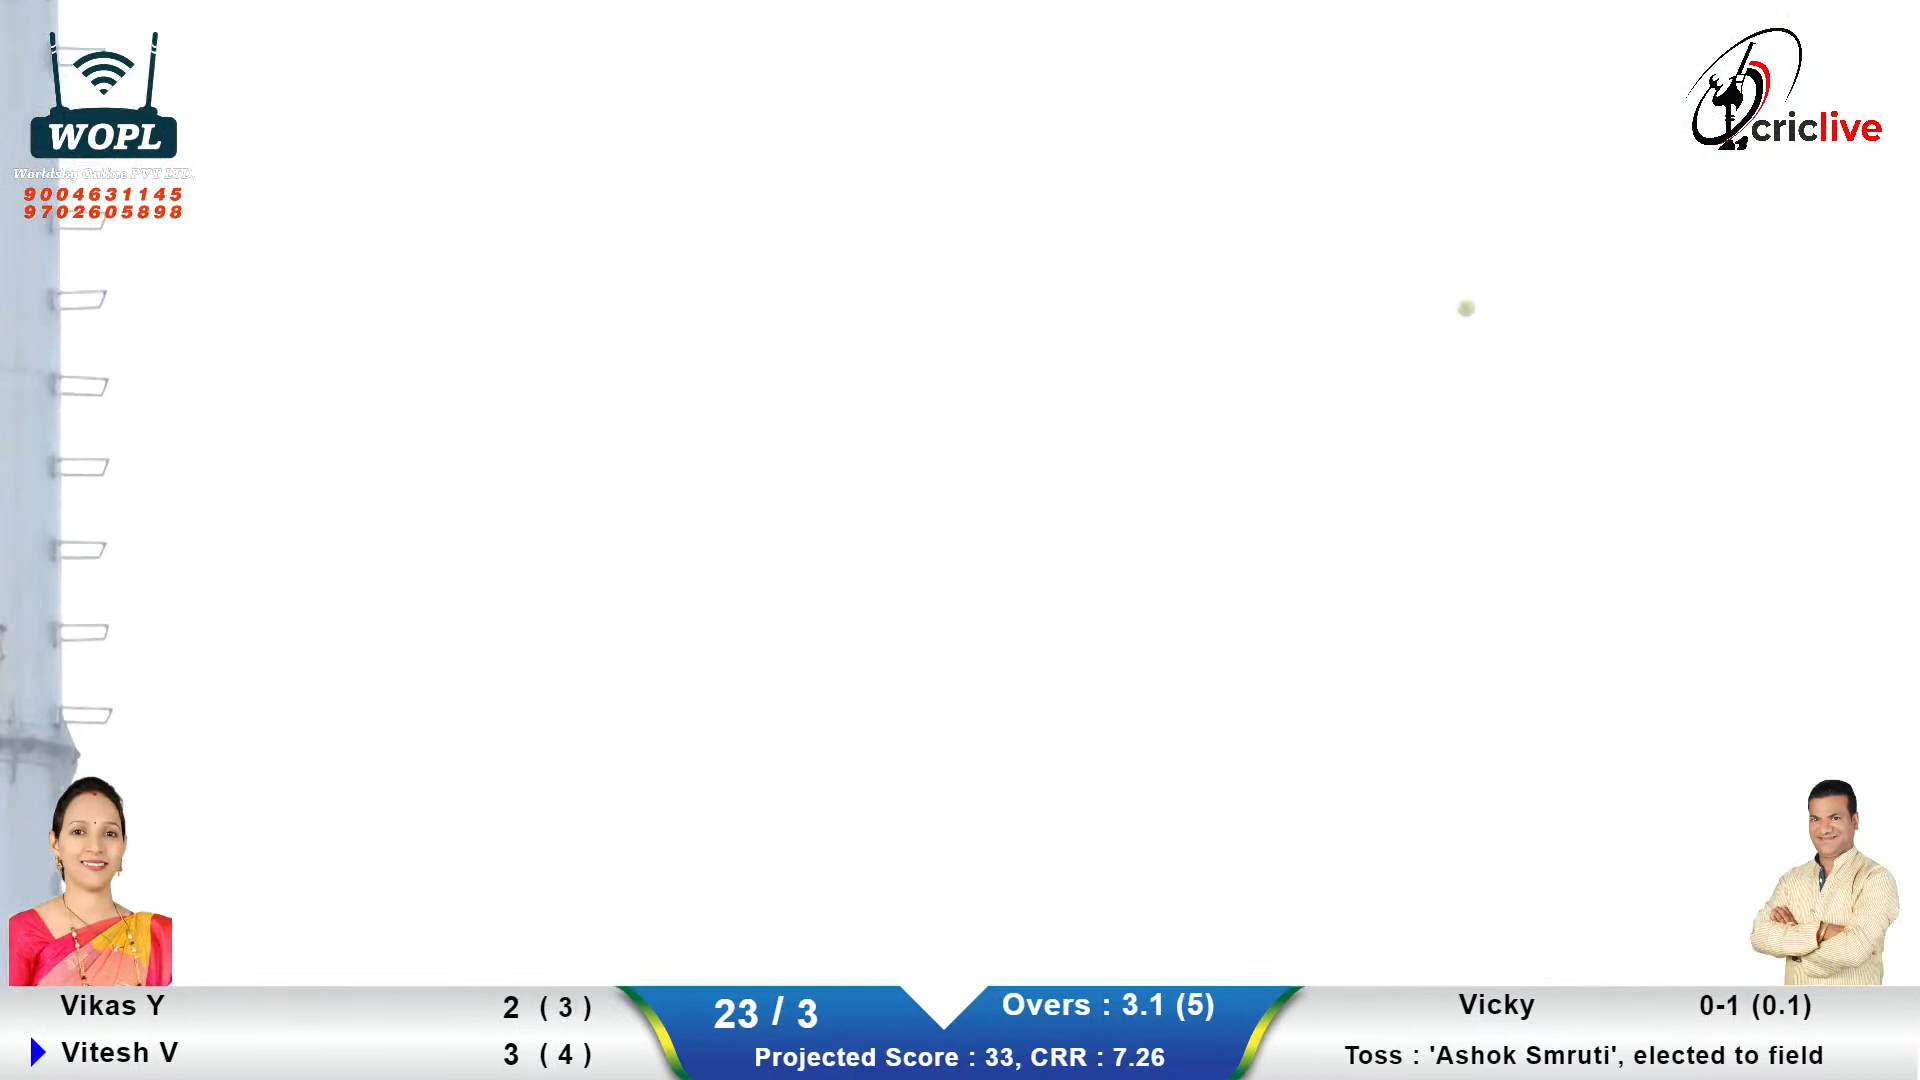 WOPL
Worldsky Online PVT LTD.
9004631145
9702605898
criclive
Vikas Y 2 ( 3 )
Vitesh V 3 ( 4 )
23 / 3
Overs : 3.1 (5)
Projected Score : 33, CRR : 7.26
Vicky 0-1 (0.1)
Toss : 'Ashok Smruti', elected to field